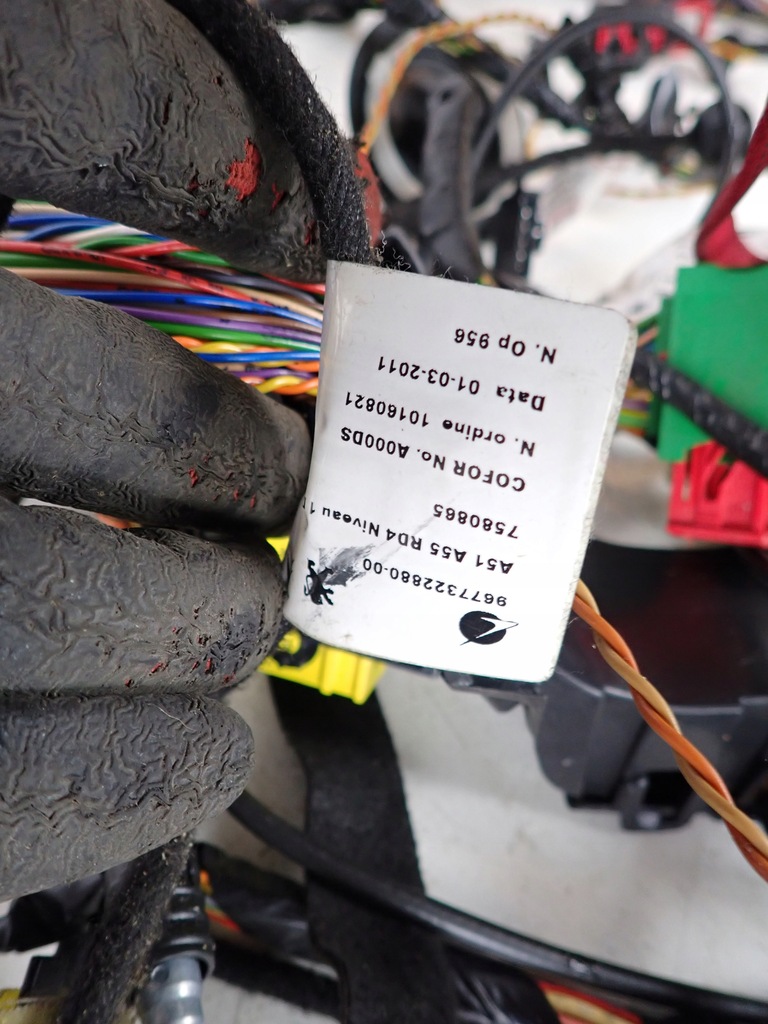 9677322880-00
A51 A55 RD4 Niveau 1
7580865
COFOR No. A000DS
N. ordine 10160821
Data 01-03-2011
N. Op 956